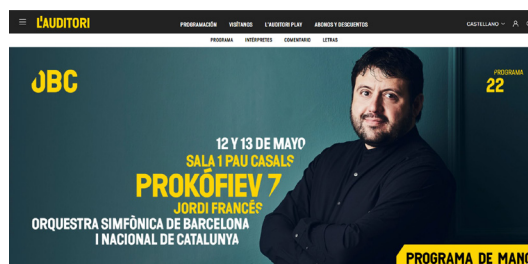 L'AUDITORI
PROGRAMACIÓN VISÍTANOS L'AUDITORI PLAY ABONOS Y DESCUENTOS CASTELLANO
PROGRAMA INTÉRPRETES COMENTARIO LETRAS
OBC
PROGRAMA
22
12 Y 13 DE MAYO
SALA 1 PAU CASALS
PROKÓFIEV 7
JORDI FRANCÉS
ORQUESTRA SIMFÒNICA DE BARCELONA
I NACIONAL DE CATALUNYA
PROGRAMA DE MAN